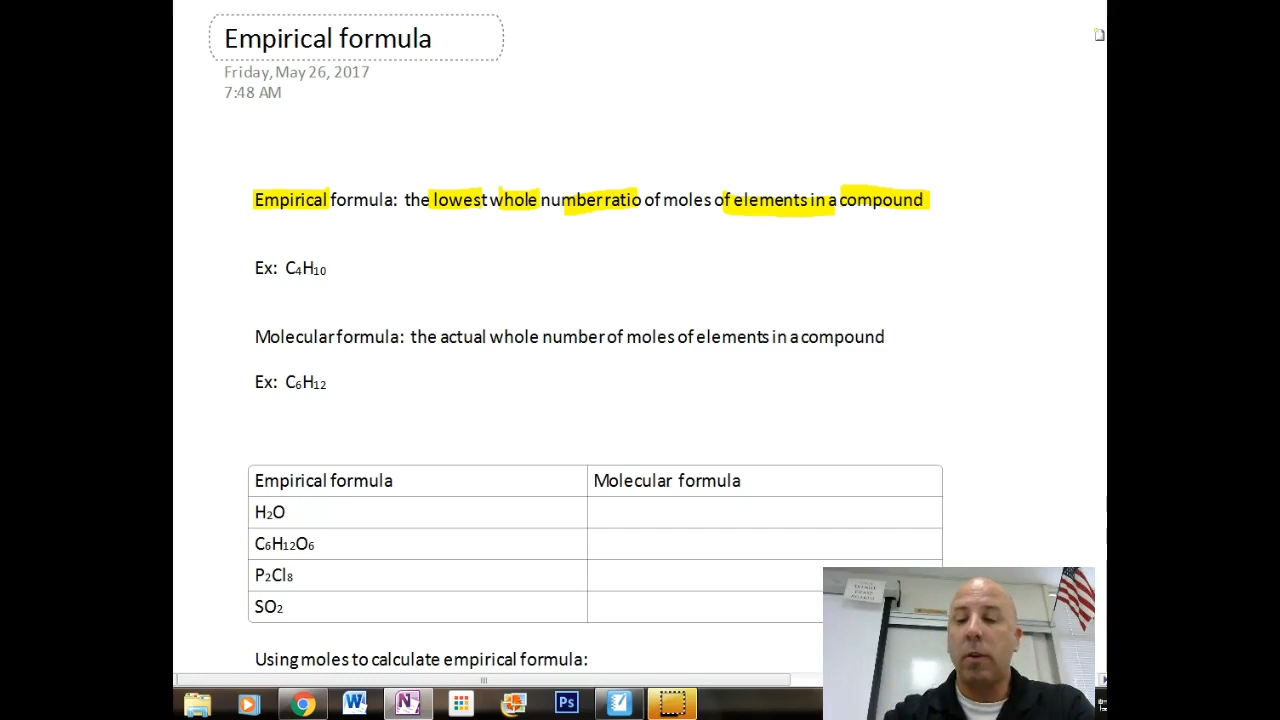 Empirical formula
Friday, May 26, 2017
7:48 AM
Empirical formula: the lowest whole number ratio of moles of elements in a compound
Ex: C₄H₁₀
Molecular formula: the actual whole number of moles of elements in a compound
Ex: C₆H₁₂
Empirical formula Molecular formula
H₂O
C₆H₁₂O₆
P₂Cl₈
SO₂
Using moles to calculate empirical formula:
W N Ps